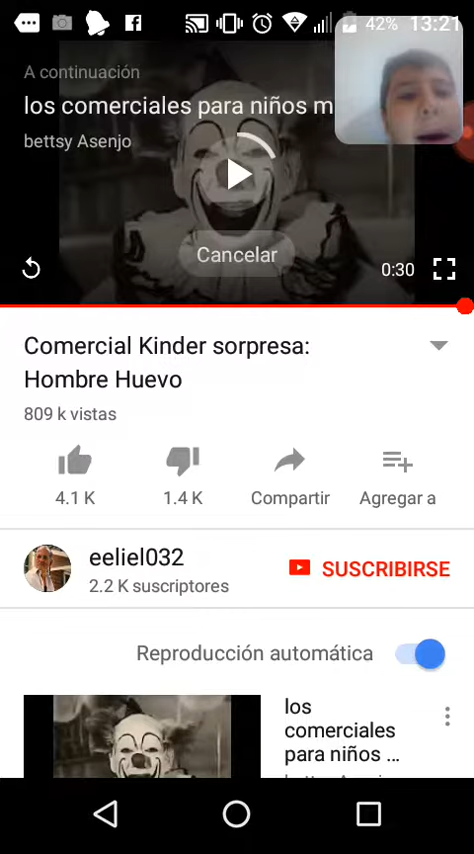 42% 13:21
A continuación
los comerciales para niños m
bettsy Asenjo
Cancelar
0:30
Comercial Kinder sorpresa:
Hombre Huevo
809 k vistas
4.1 K
1.4 K
Compartir
Agregar a
eeliel032
2.2 K suscriptores
SUSCRIBIRSE
Reproducción automática
los
comerciales
para niños ...